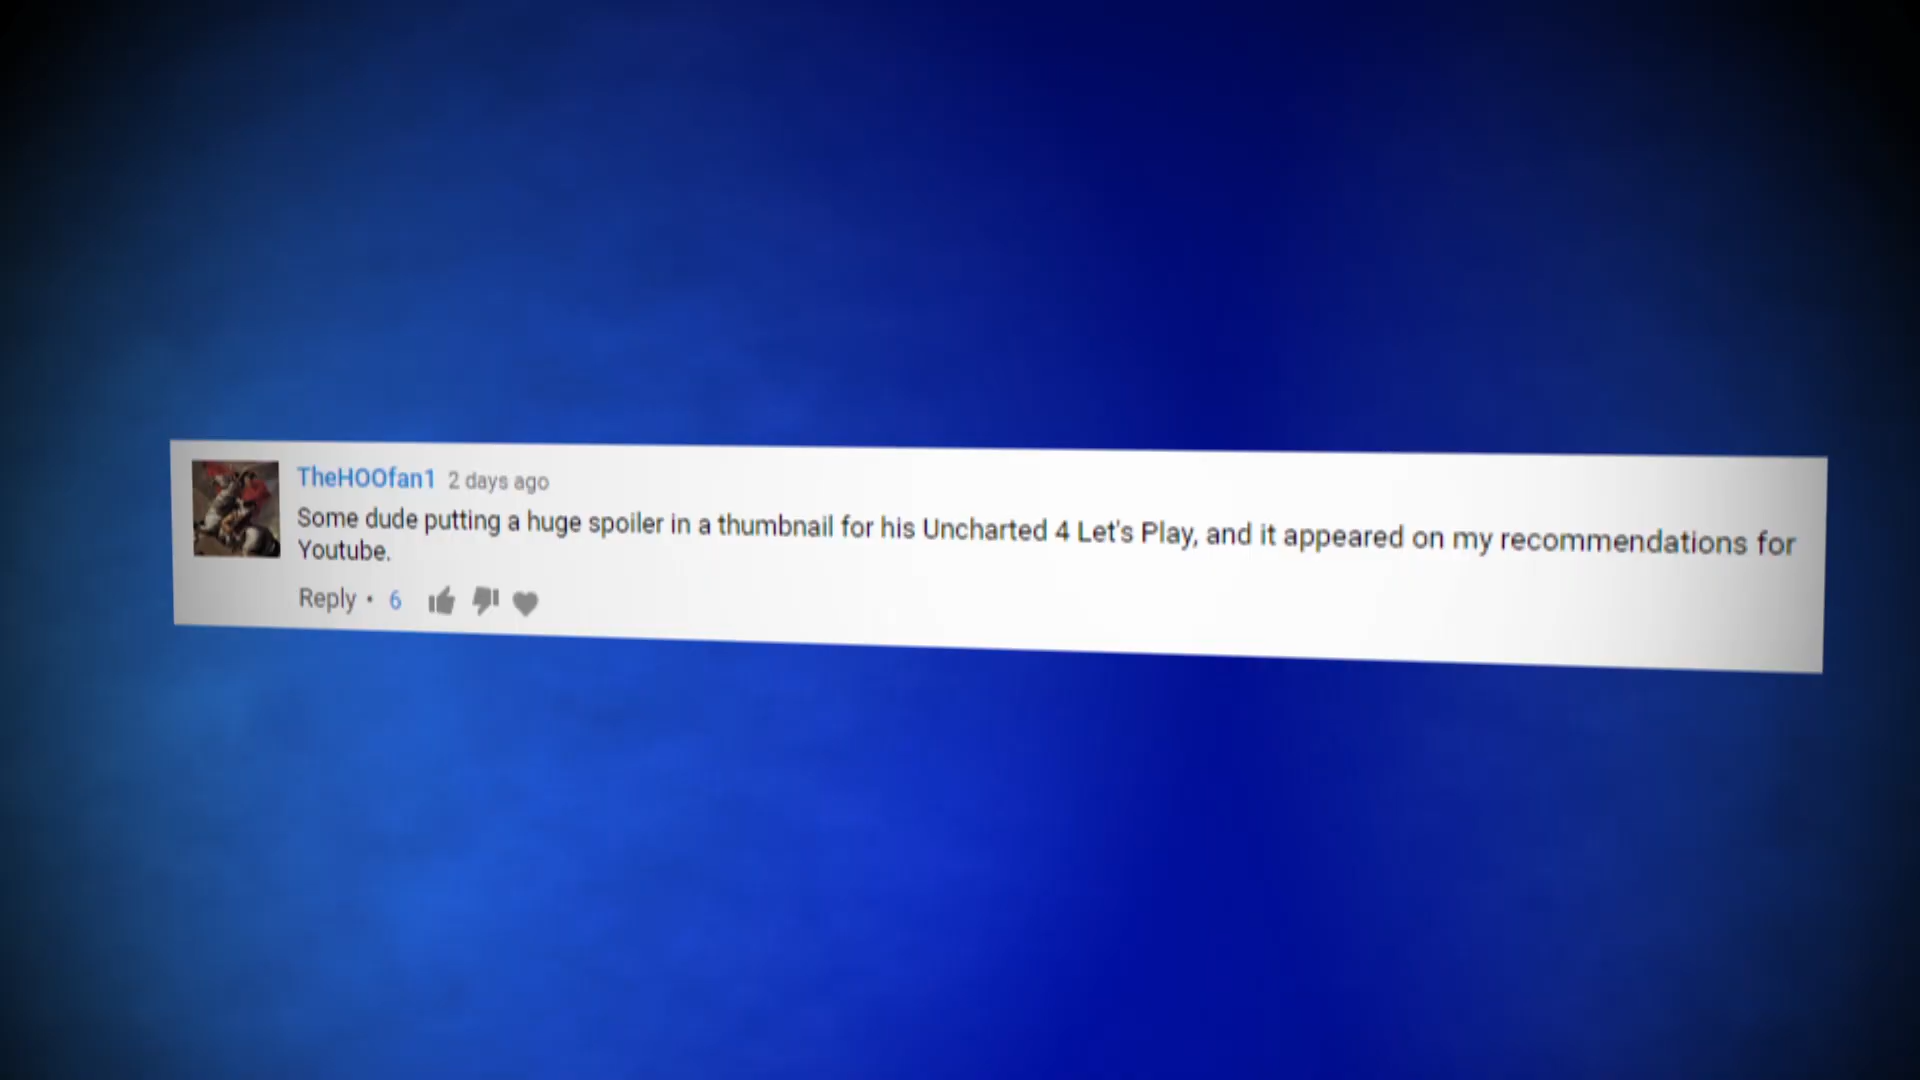 TheHOOfan1 2 days ago
Some dude putting a huge spoiler in a thumbnail for his Uncharted 4 Let's Play, and it appeared on my recommendations for
Youtube.
Reply • 6